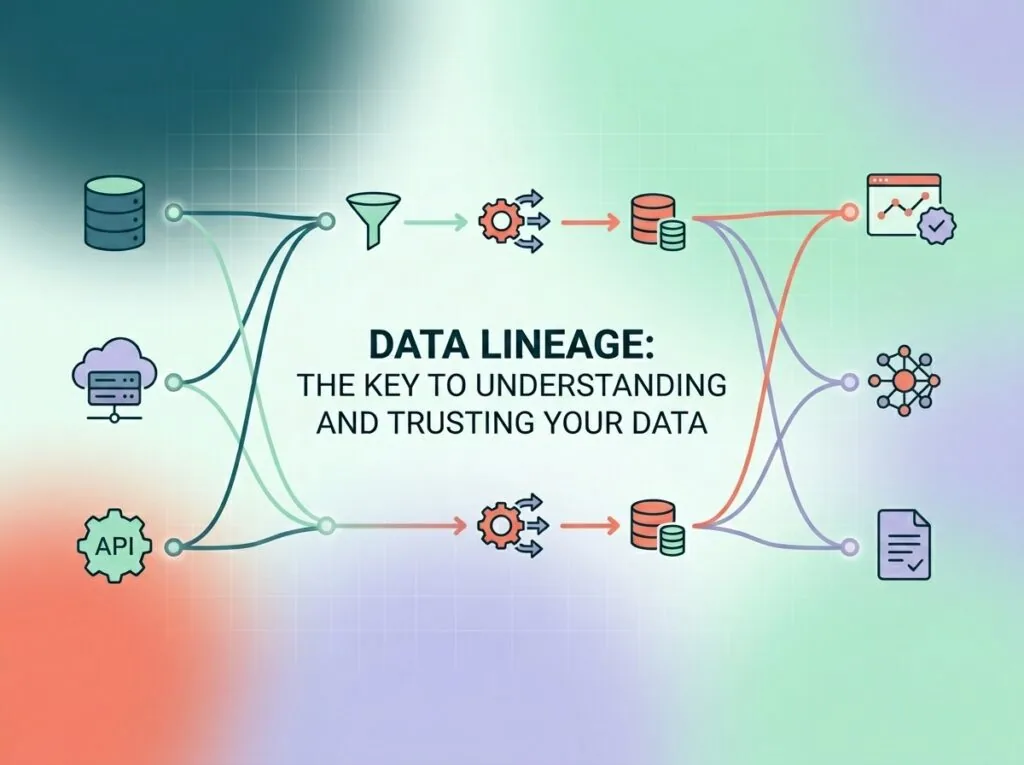 DATA LINEAGE:
THE KEY TO UNDERSTANDING
AND TRUSTING YOUR DATA
API